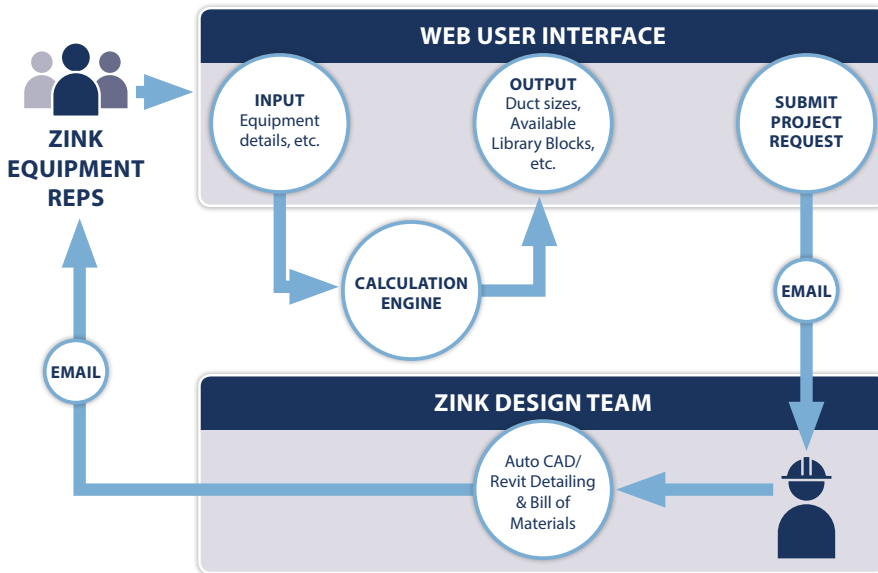 WEB USER INTERFACE
ZINK
EQUIPMENT
REPS
INPUT
Equipment
details, etc.
OUTPUT
Duct sizes,
Available
Library Blocks,
etc.
SUBMIT
PROJECT
REQUEST
CALCULATION
ENGINE
EMAIL
EMAIL
ZINK DESIGN TEAM
Auto CAD/
Revit Detailing
& Bill of
Materials